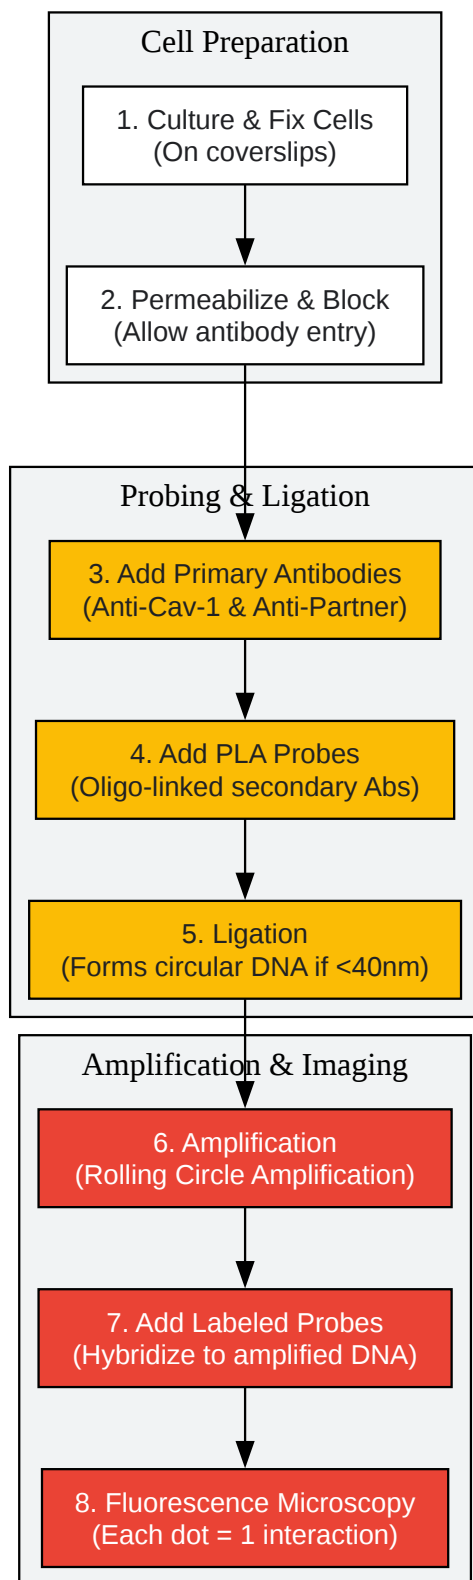 Cell Preparation
1. Culture & Fix Cells
(On coverslips)
2. Permeabilize & Block
(Allow antibody entry)
Probing & Ligation
3. Add Primary Antibodies
(Anti-Cav-1 & Anti-Partner)
4. Add PLA Probes
(Oligo-linked secondary Abs)
5. Ligation
(Forms circular DNA if <40nm)
Amplification & Imaging
6. Amplification
(Rolling Circle Amplification)
7. Add Labeled Probes
(Hybridize to amplified DNA)
8. Fluorescence Microscopy
(Each dot = 1 interaction)